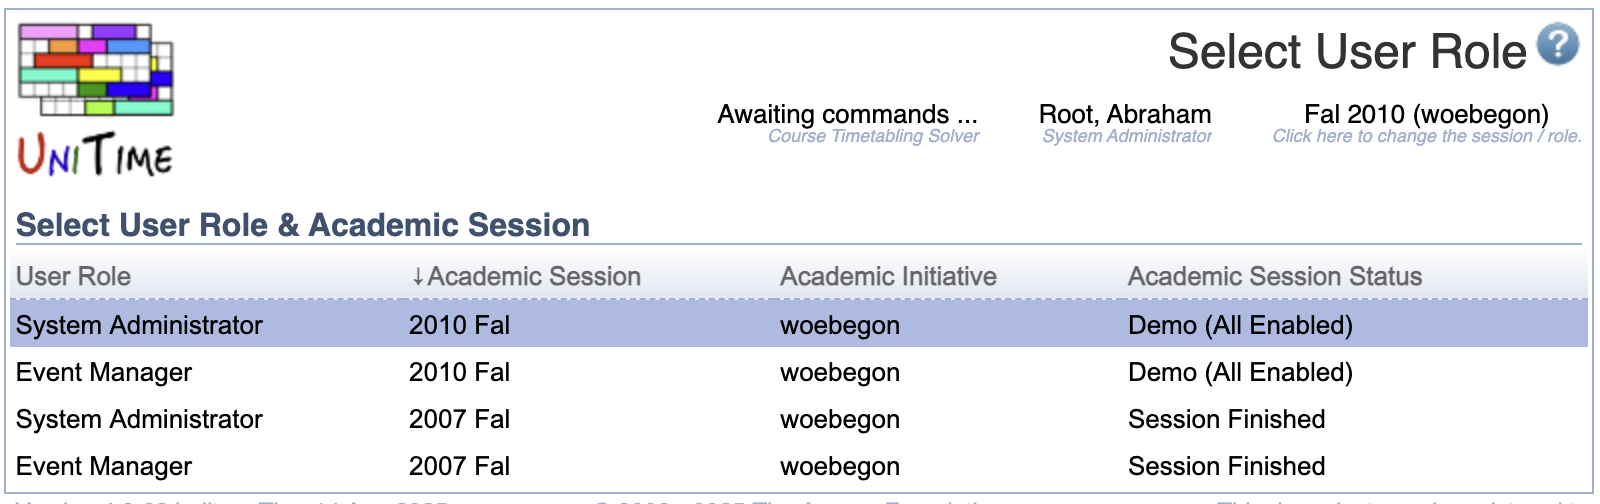 UniTime
Select User Role
Awaiting commands ...
Course Timetabling Solver
Root, Abraham
System Administrator
Fal 2010 (woebegon)
Click here to change the session / role.
Select User Role & Academic Session
User Role ↓Academic Session Academic Initiative Academic Session Status
System Administrator 2010 Fal woebegon Demo (All Enabled)
Event Manager 2010 Fal woebegon Demo (All Enabled)
System Administrator 2007 Fal woebegon Session Finished
Event Manager 2007 Fal woebegon Session Finished